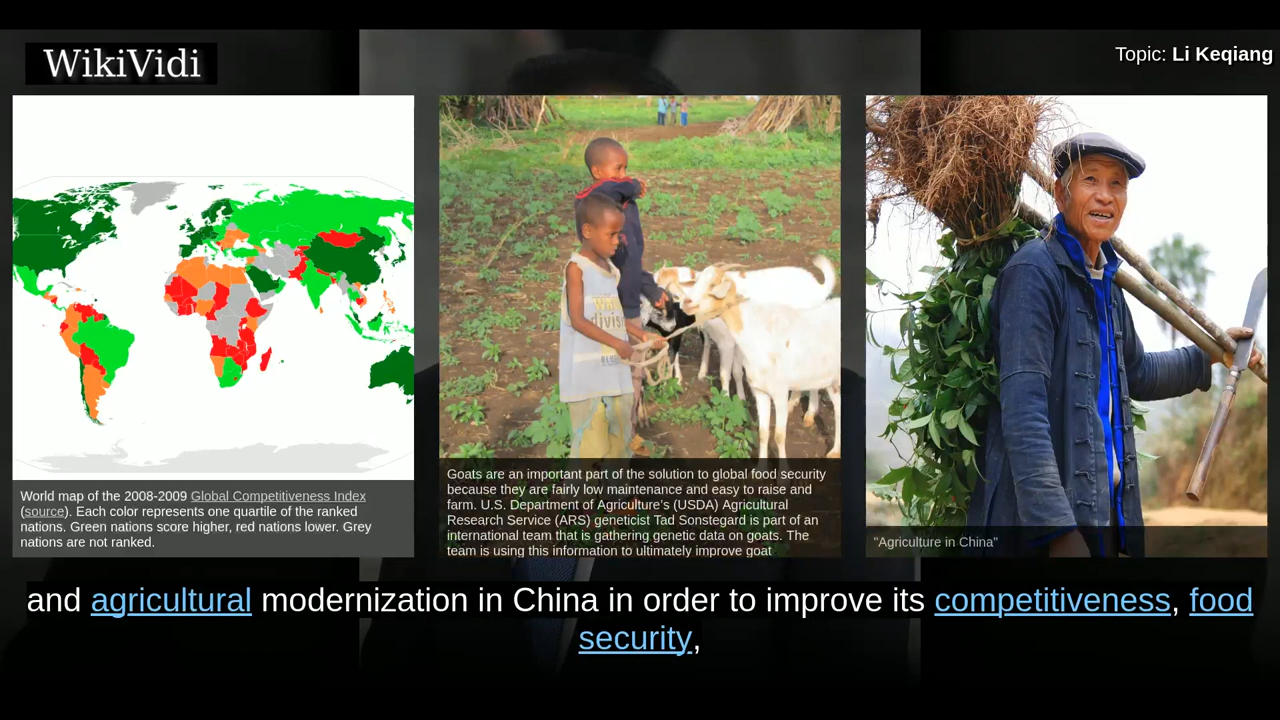 WikiVidi
Topic: Li Keqiang
World map of the 2008-2009 Global Competitiveness Index
(source). Each color represents one quartile of the ranked
nations. Green nations score higher, red nations lower. Grey
nations are not ranked.
Goats are an important part of the solution to global food security
because they are fairly low maintenance and easy to raise and
farm. U.S. Department of Agriculture's (USDA) Agricultural
Research Service (ARS) geneticist Tad Sonstegard is part of an
international team that is gathering genetic data on goats. The
team is using this information to ultimately improve goat
"Agriculture in China"
and agricultural modernization in China in order to improve its competitiveness, food
security,